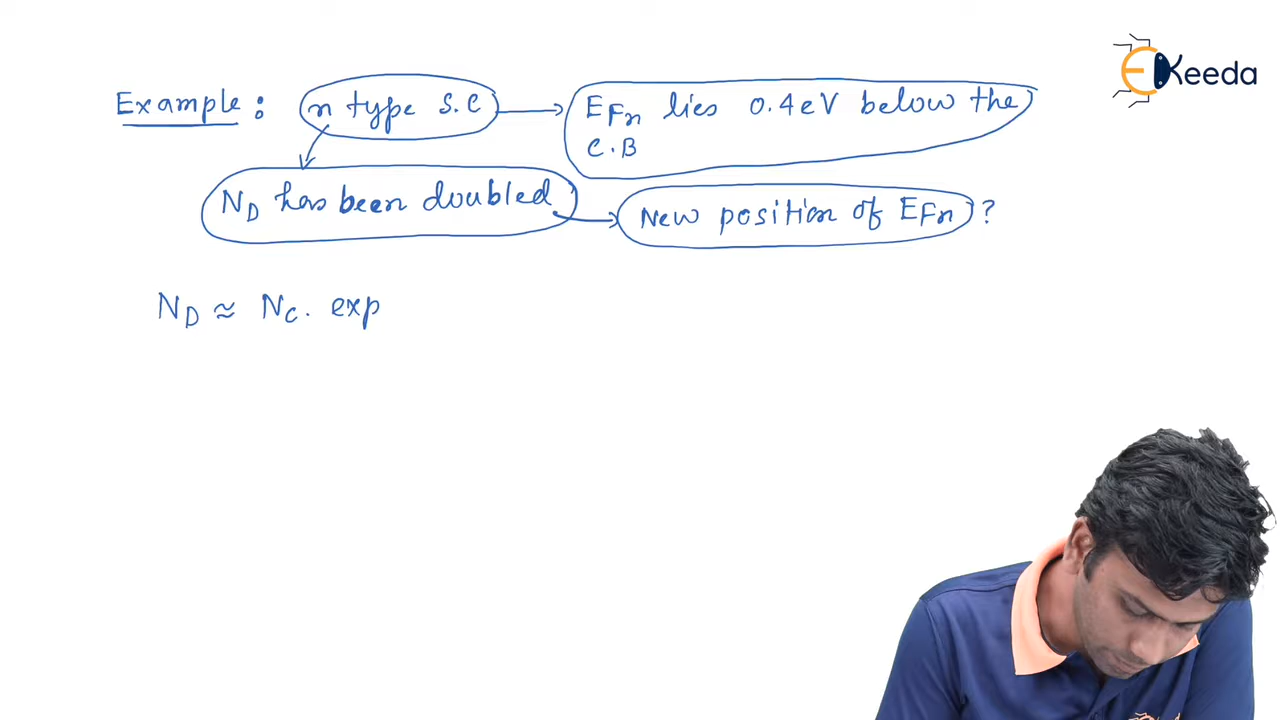 EKeeda
Example: n type S.C → EFn lies 0.4eV below the
C.B
ND has been doubled → New position of EFn?
ND ≈ NC. exp